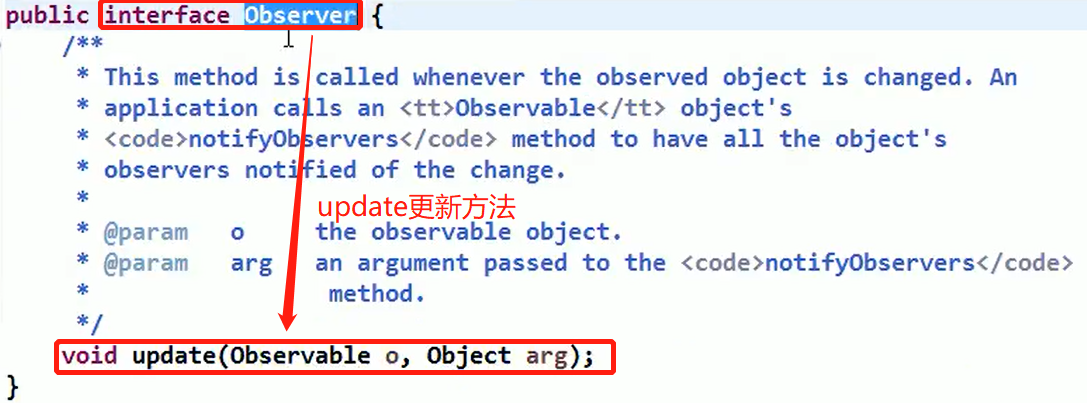 public interface Observer {
/**
* This method is called whenever the observed object is changed. An
* application calls an <tt>Observable</tt> object's
* <code>notifyObservers</code> method to have all the object's
* observers notified of the change.
*
update更新方法
* @param o the observable object.
* @param arg an argument passed to the <code>notifyObservers</code>
* method.
*/
void update(Observable o, Object arg);
}